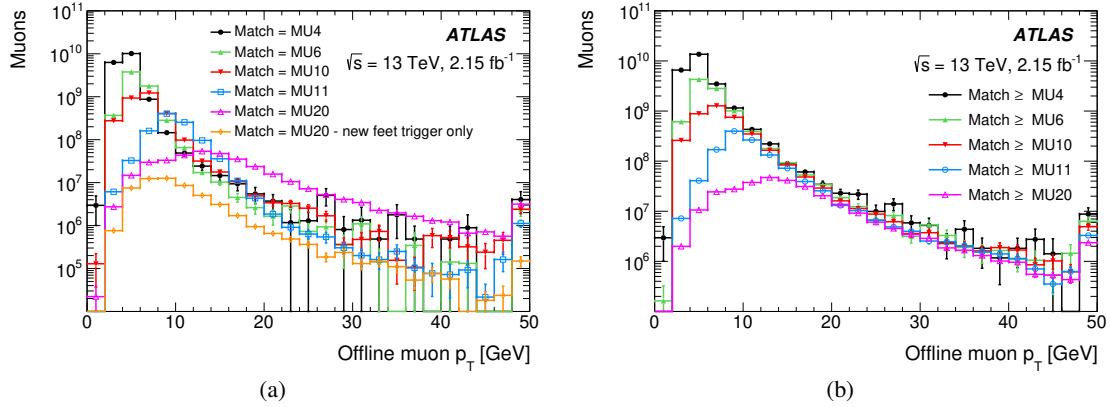 Muons
10^11
10^10
10^9
10^8
10^7
10^6
10^5
0 10 20 30 40 50
Offline muon p_T [GeV]
Match = MU4
Match = MU6
Match = MU10
Match = MU11
Match = MU20
Match = MU20 - new feet trigger only
ATLAS
√s = 13 TeV, 2.15 fb^-1
(a)
Muons
10^11
10^10
10^9
10^8
10^7
10^6
0 10 20 30 40 50
Offline muon p_T [GeV]
ATLAS
√s = 13 TeV, 2.15 fb^-1
Match ≥ MU4
Match ≥ MU6
Match ≥ MU10
Match ≥ MU11
Match ≥ MU20
(b)